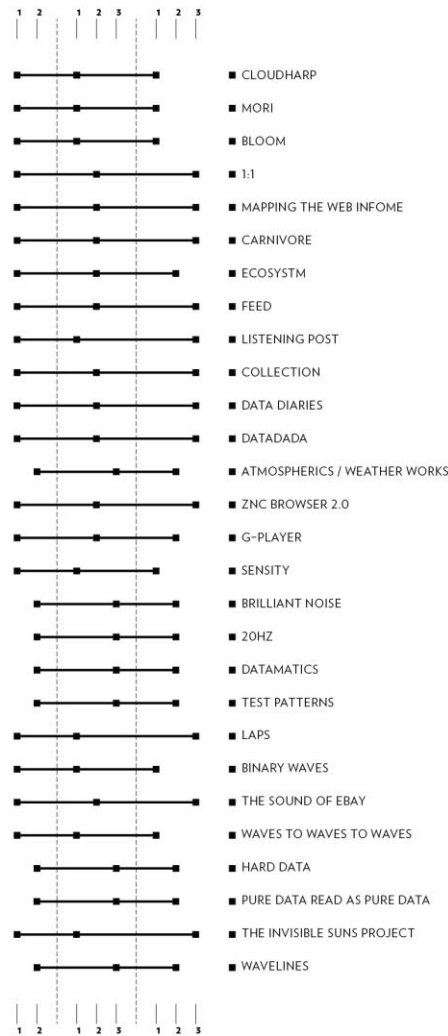 1 2 1 2 3 1 2 3
CLOUDHARP
MORI
BLOOM
1:1
MAPPING THE WEB INFOME
CARNIVORE
ECOSYSTM
FEED
LISTENING POST
COLLECTION
DATA DIARIES
DATADADA
ATMOSPHERICS / WEATHER WORKS
ZNC BROWSER 2.0
G-PLAYER
SENSITY
BRILLIANT NOISE
20HZ
DATAMATICS
TEST PATTERNS
LAPS
BINARY WAVES
THE SOUND OF EBAY
WAVES TO WAVES TO WAVES
HARD DATA
PURE DATA READ AS PURE DATA
THE INVISIBLE SUNS PROJECT
WAVELINES
1 2 1 2 3 1 2 3